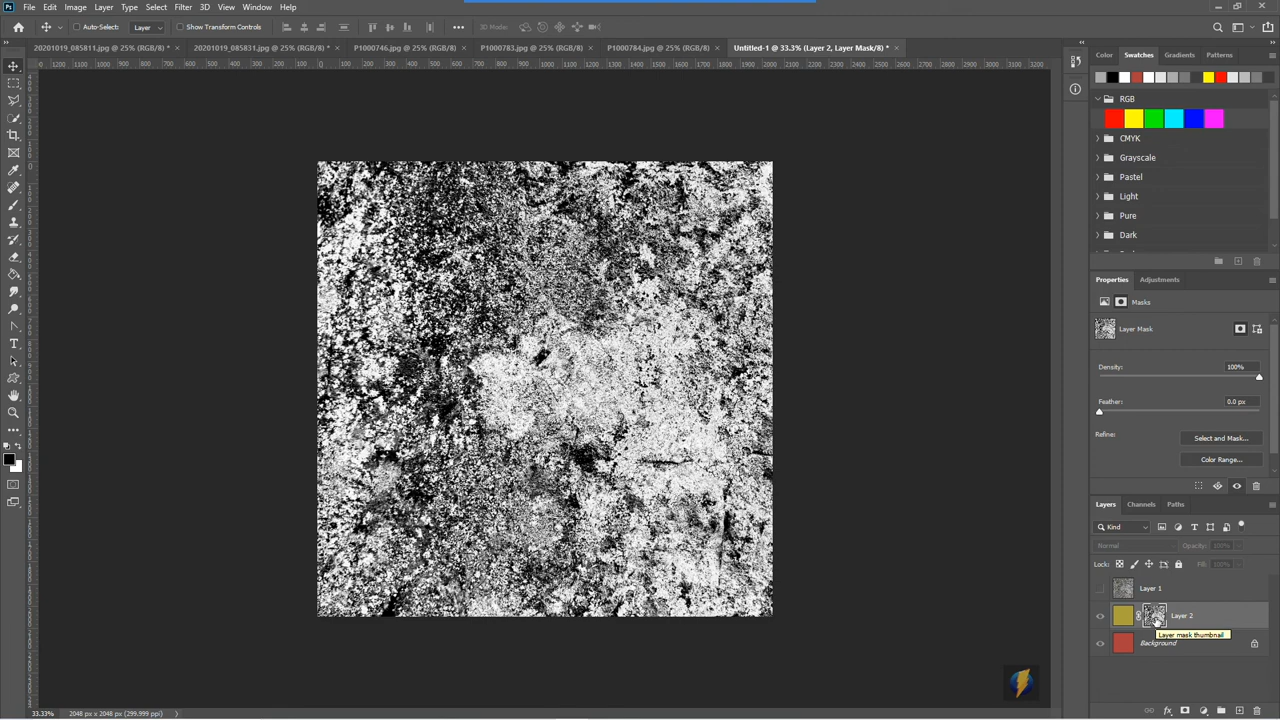 Ps File Edit Image Layer Type Select Filter 3D View Window Help
Auto-Select: Layer Show Transform Controls 3D Mode:
20201019_085811.jpg @ 25% (RGB/8) * × 20201019_085831.jpg @ 25% (RGB/8) * × P1000746.jpg @ 25% (RGB/8) × P1000783.jpg @ 25% (RGB/8) × P1000784.jpg @ 25% (RGB/8) × Untitled-1 @ 33.3% (Layer 2, Layer Mask/8) * ×
Color Swatches Gradients Patterns
RGB
CMYK
Grayscale
Pastel
Light
Pure
Dark
Properties Adjustments
Masks
Layer Mask
Density: 100%
Feather: 0.0 px
Refine: Select and Mask...
Color Range...
Layers Channels Paths
Kind
Normal Opacity: 100%
Lock: Fill: 100%
Layer 1
Layer 2
Layer mask thumbnail
Background
33.33% 2048 px x 2048 px (299.999 ppi)